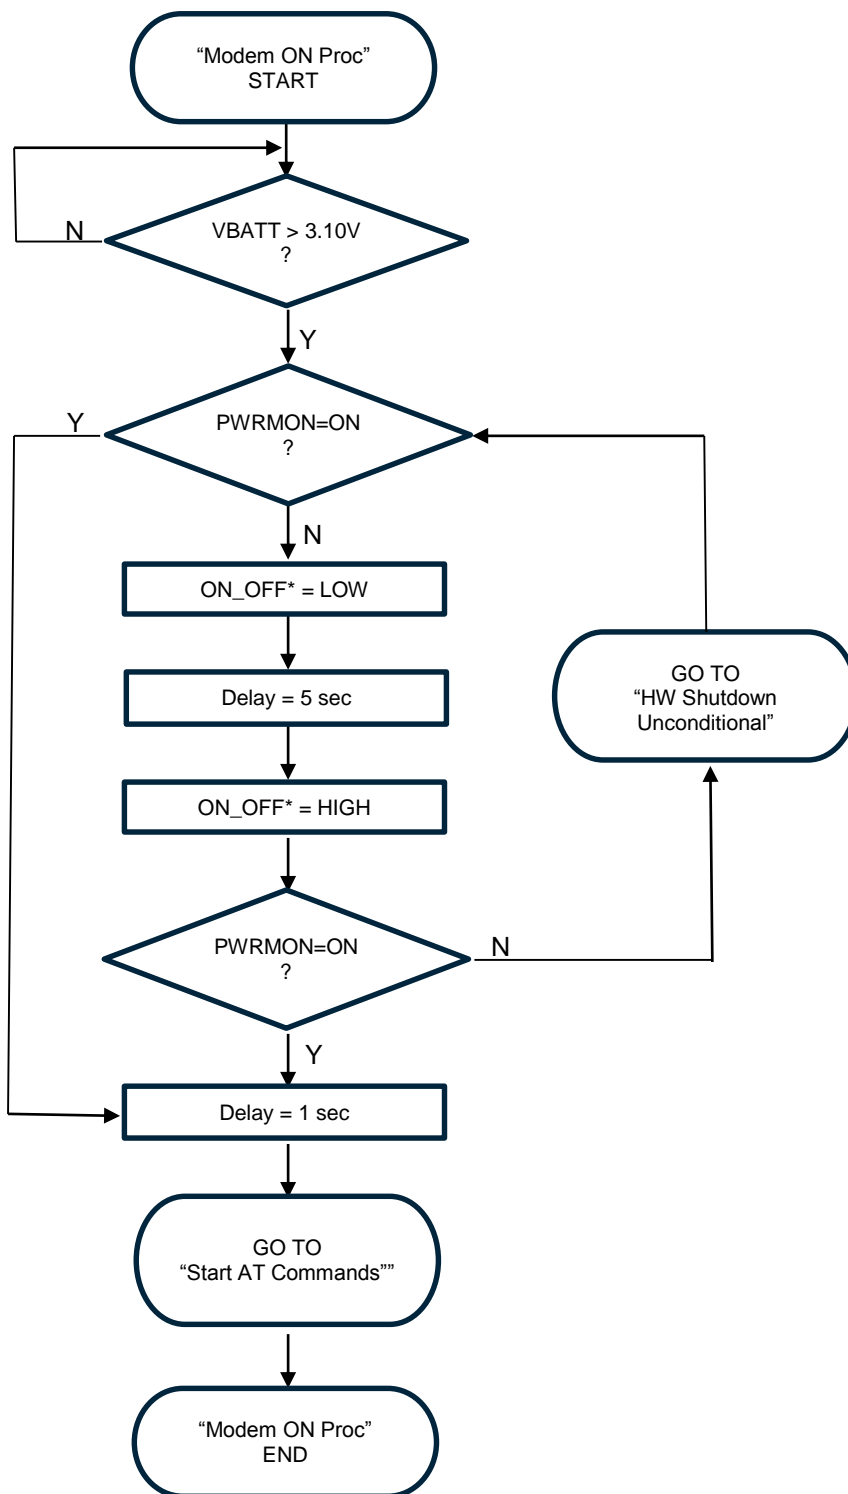 “Modem ON Proc”
START
VBATT > 3.10V
?
N
Y
PWRMON=ON
?
Y
N
ON_OFF* = LOW
Delay = 5 sec
GO TO
“HW Shutdown
Unconditional”
ON_OFF* = HIGH
PWRMON=ON
?
N
Y
Delay = 1 sec
GO TO
“Start AT Commands””
“Modem ON Proc”
END